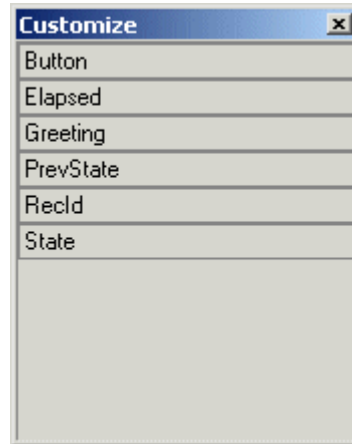 Customize
Button
Elapsed
Greeting
PrevState
RecId
State